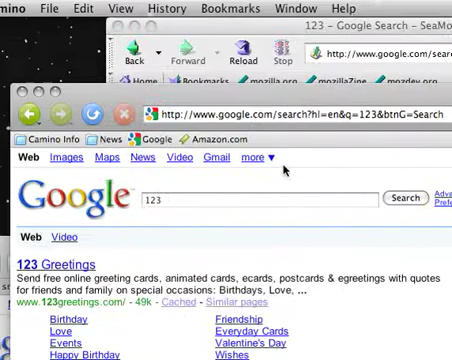 mino File Edit View History Bookmarks Window Help
123 - Google Search - SeaMo
Back Forward Reload Stop http://www.google.com/sear
Home Bookmarks mozilla.org mozillaZine mozdev.org
http://www.google.com/search?hl=en&q=123&btnG=Search
Camino Info News Google Amazon.com
Web Images Maps News Video Gmail more ▼
Google 123 Search Adva
Prefe
Web Video
123 Greetings
Send free online greeting cards, animated cards, ecards, postcards & egreetings with quotes
for friends and family on special occasions: Birthdays, Love, ...
www.123greetings.com/ - 49k - Cached - Similar pages
Birthday Friendship
Love Everyday Cards
Events Valentine's Day
Happy Birthday Wishes